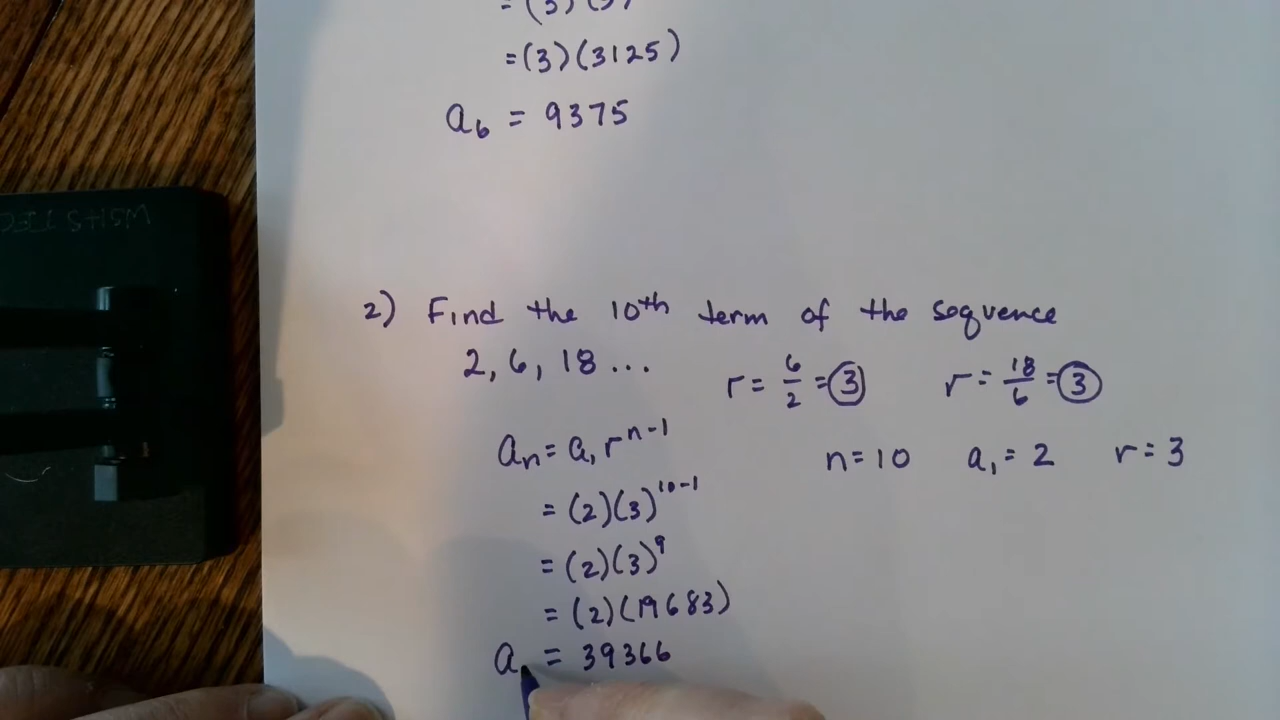 =(3)(3125)
a₆ = 9375
2) Find the 10th term of the sequence
2, 6, 18 ...
r = 6/2 = 3 r = 18/6 = 3
aₙ = a₁rⁿ⁻¹ n = 10 a₁ = 2 r = 3
= (2)(3)¹⁰⁻¹
= (2)(3)⁹
= (2)(19683)
a = 39366